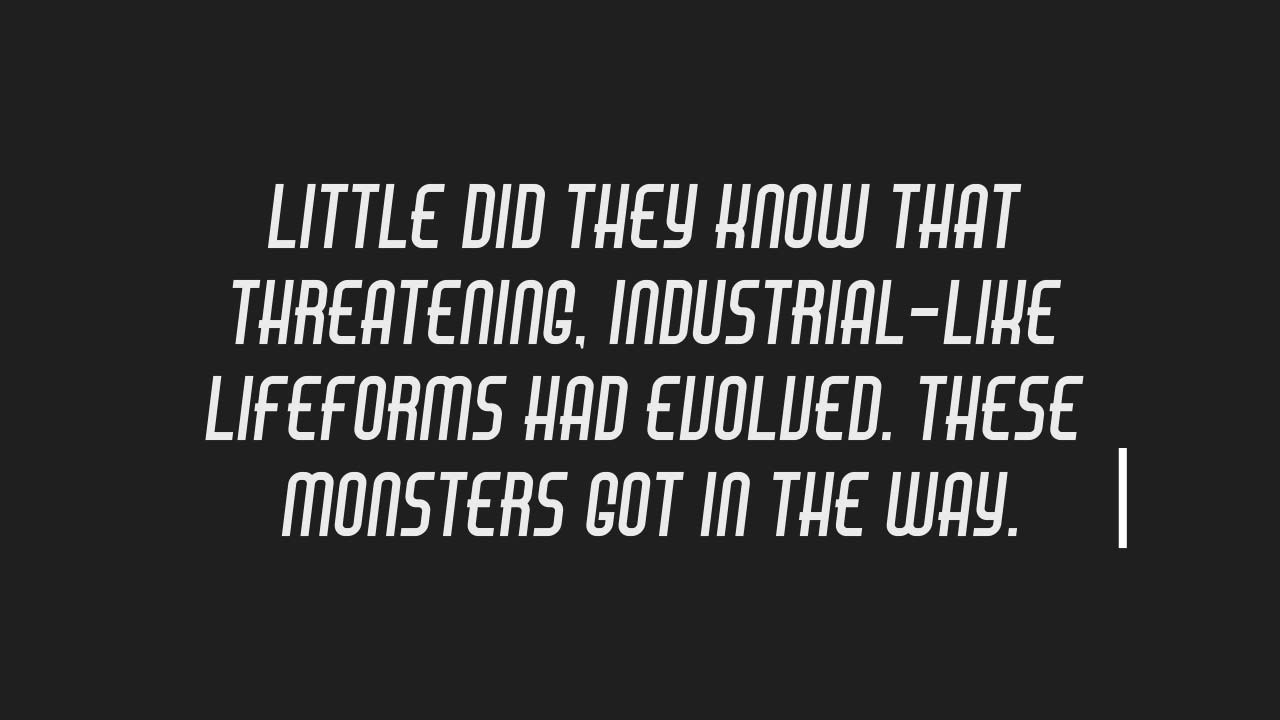 LITTLE DID THEY KNOW THAT
THREATENING, INDUSTRIAL-LIKE
LIFEFORMS HAD EVOLVED. THESE
MONSTERS GOT IN THE WAY.